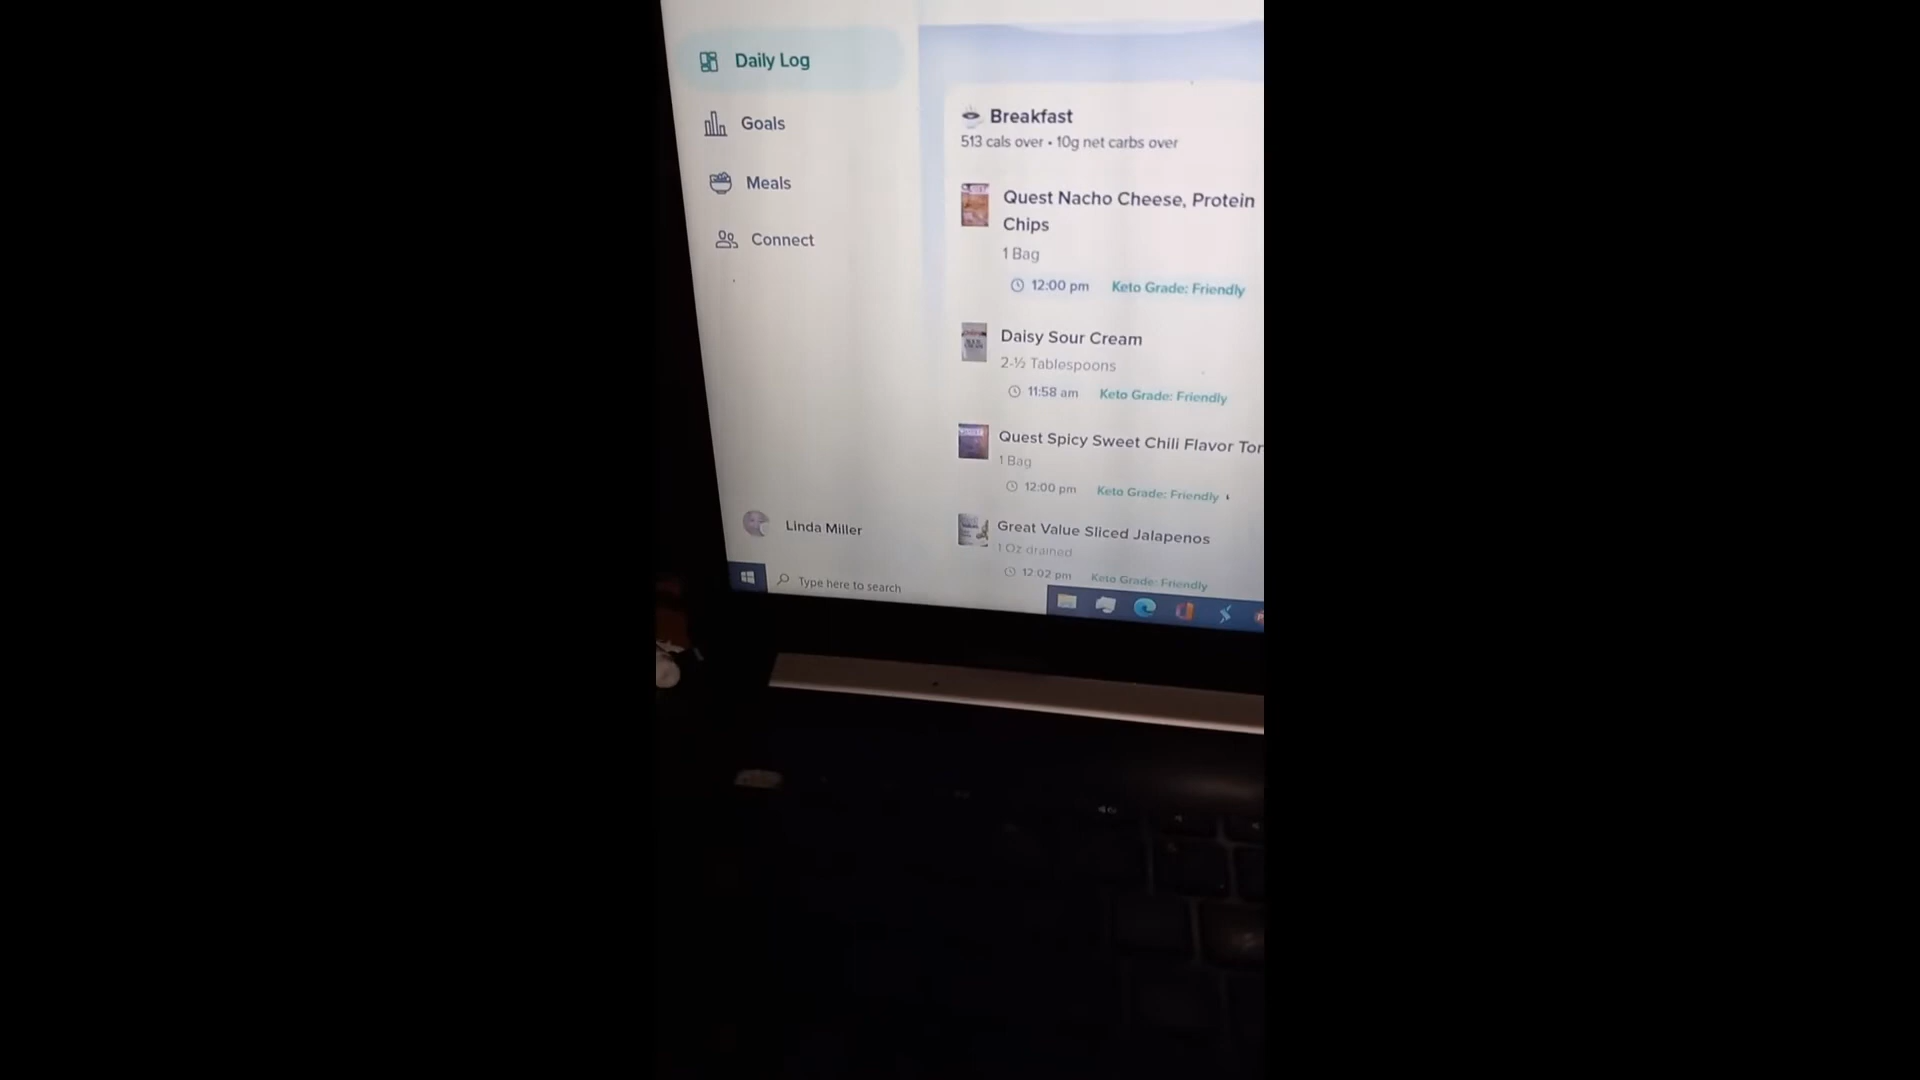 Daily Log
Goals
Meals
Connect
Linda Miller
Type here to search
Breakfast
513 cals over • 10g net carbs over
Quest Nacho Cheese, Protein
Chips
1 Bag
12:00 pm Keto Grade: Friendly
Daisy Sour Cream
2-½ Tablespoons
11:58 am Keto Grade: Friendly
Quest Spicy Sweet Chili Flavor Tor
1 Bag
12:00 pm Keto Grade: Friendly
Great Value Sliced Jalapenos
1 Oz drained
12:02 pm Keto Grade: Friendly